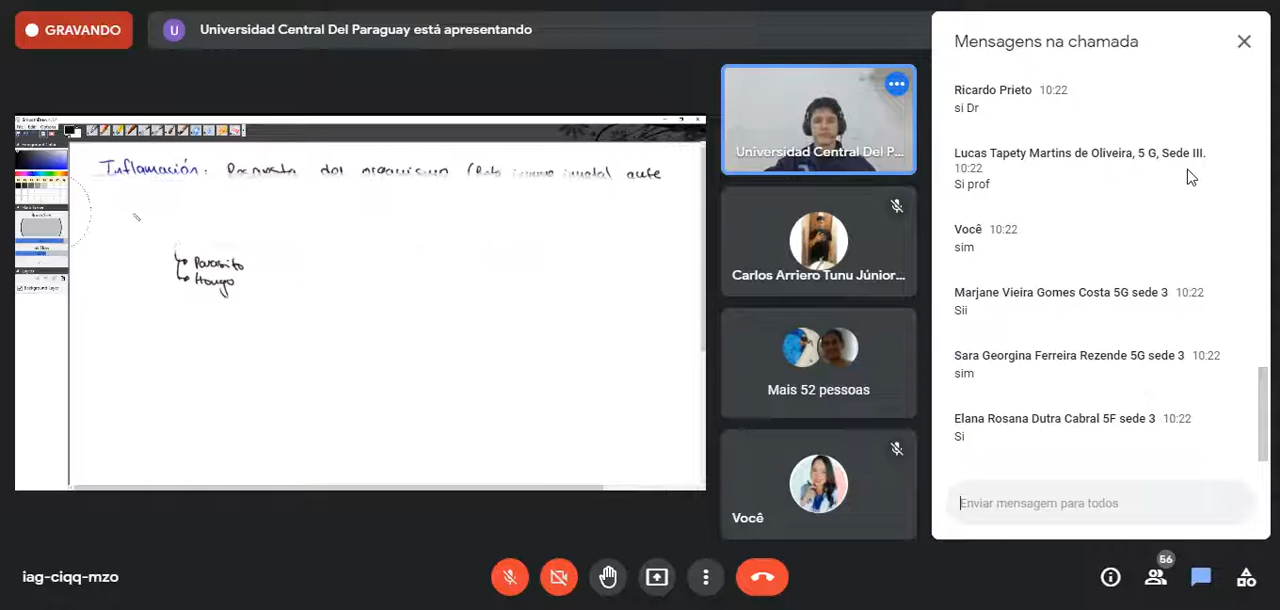 GRAVANDO
U
Universidad Central Del Paraguay está apresentando
Inflamación: Respuesta del organismo ante
Parasito
Hongo
Universidad Central Del P...
Carlos Arriero Tunu Júnior...
Mais 52 pessoas
Você
Mensagens na chamada
Ricardo Prieto 10:22
si Dr
Lucas Tapety Martins de Oliveira, 5 G, Sede III.
10:22
Si prof
Você 10:22
sim
Marjane Vieira Gomes Costa 5G sede 3 10:22
Sii
Sara Georgina Ferreira Rezende 5G sede 3 10:22
sim
Elana Rosana Dutra Cabral 5F sede 3 10:22
Si
Enviar mensagem para todos
iag-ciqq-mzo
56